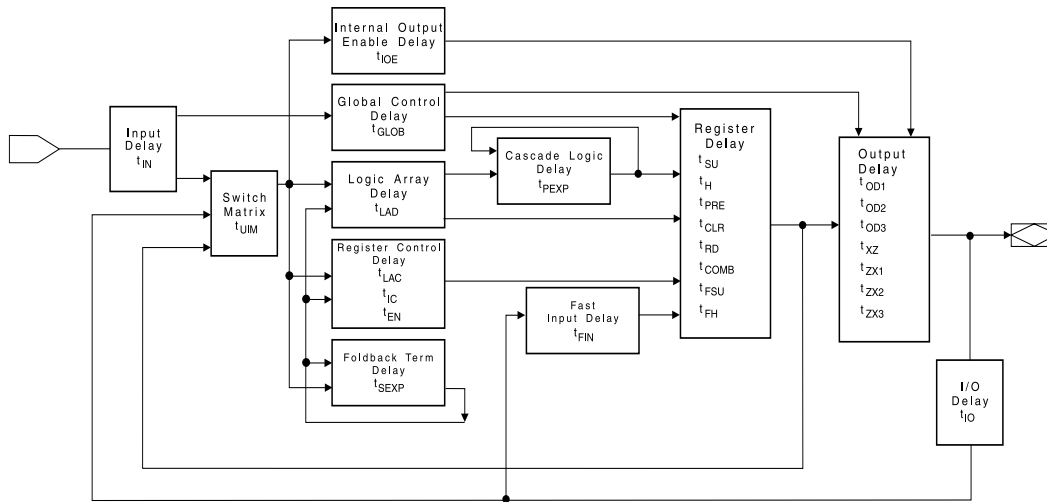 Internal Output
Enable Delay
tIOE
Global Control
Delay
tGLOB
Input
Delay
tIN
Switch
Matrix
tUIM
Logic Array
Delay
tLAD
Cascade Logic
Delay
tPEXP
Register Control
Delay
tLAC
tIC
tEN
Fast
Input Delay
tFIN
Foldback Term
Delay
tSEXP
Register
Delay
tSU
tH
tPRE
tCLR
tRD
tCOMB
tFSU
tFH
Output
Delay
tOD1
tOD2
tOD3
tXZ
tZX1
tZX2
tZX3
I/O
Delay
tIO